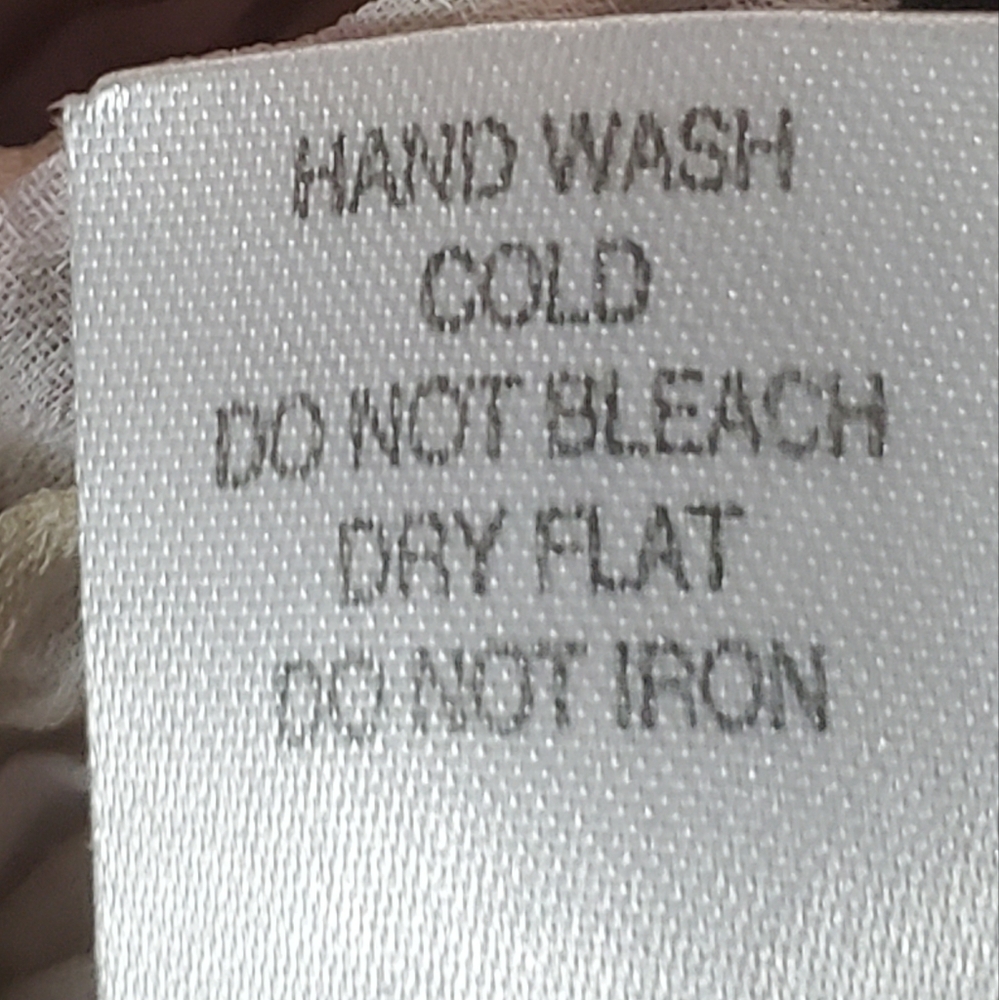 HAND WASH
COLD
DO NOT BLEACH
DRY FLAT
DO NOT IRON